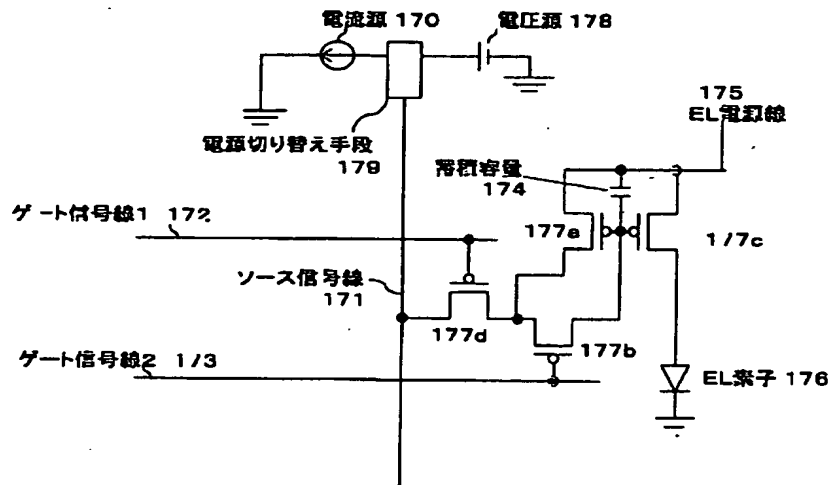 電流源 170
電圧源 178
電源切り替え手段
179
175
EL電源線
蓄積容量
174
ゲート信号線1 172
177a
1/7c
ソース信号線
171
177d
177b
ゲート信号線2 1/3
EL素子 176